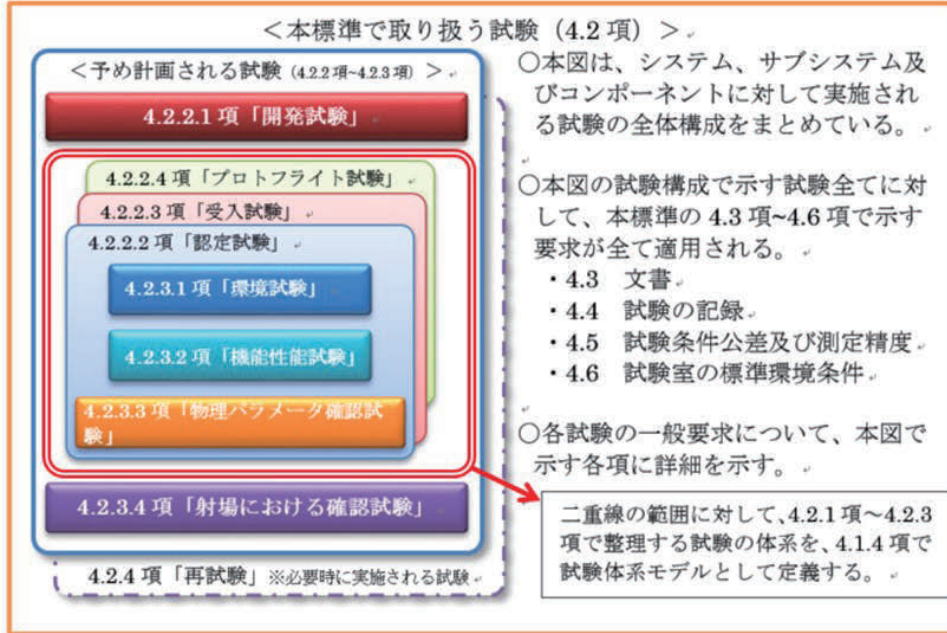 ＜本標準で取り扱う試験（4.2 項）＞
＜予め計画される試験（4.2.2項~4.2.3項）＞
4.2.2.1 項「開発試験」
4.2.2.4 項「プロトフライト試験」
4.2.2.3 項「受入試験」
4.2.2.2 項「認定試験」
4.2.3.1 項「環境試験」
4.2.3.2 項「機能性能試験」
4.2.3.3 項「物理パラメータ確認試
験」
4.2.3.4 項「射場における確認試験」
4.2.4 項「再試験」※必要時に実施される試験
○本図は、システム、サブシステム及
びコンポーネントに対して実施され
る試験の全体構成をまとめている。
○本図の試験構成で示す試験全てに対
して、本標準の 4.3 項~4.6 項で示す
要求が全て適用される。
・4.3　文書
・4.4　試験の記録
・4.5　試験条件公差及び測定精度
・4.6　試験室の標準環境条件
○各試験の一般要求について、本図で
示す各項に詳細を示す。
二重線の範囲に対して、4.2.1 項～4.2.3
項で整理する試験の体系を、4.1.4 項で
試験体系モデルとして定義する。